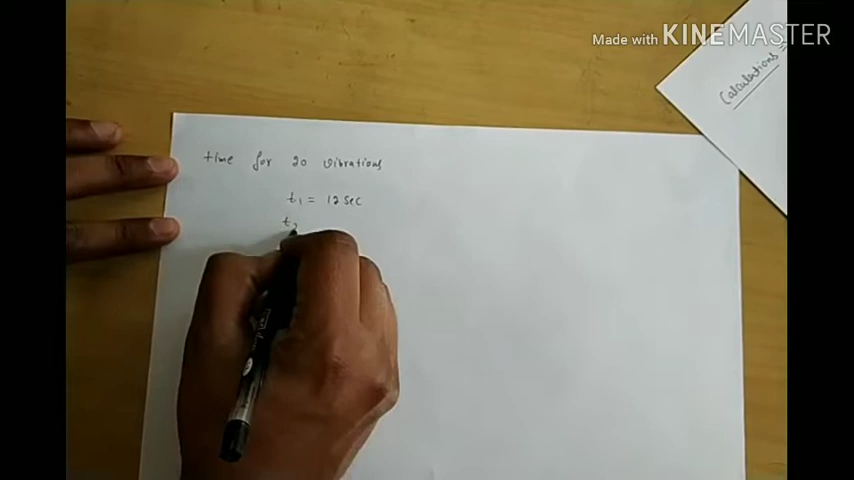 Made with KINEMASTER
Calculations =
time for 20 vibrations
t₁ = 12 sec
t₂